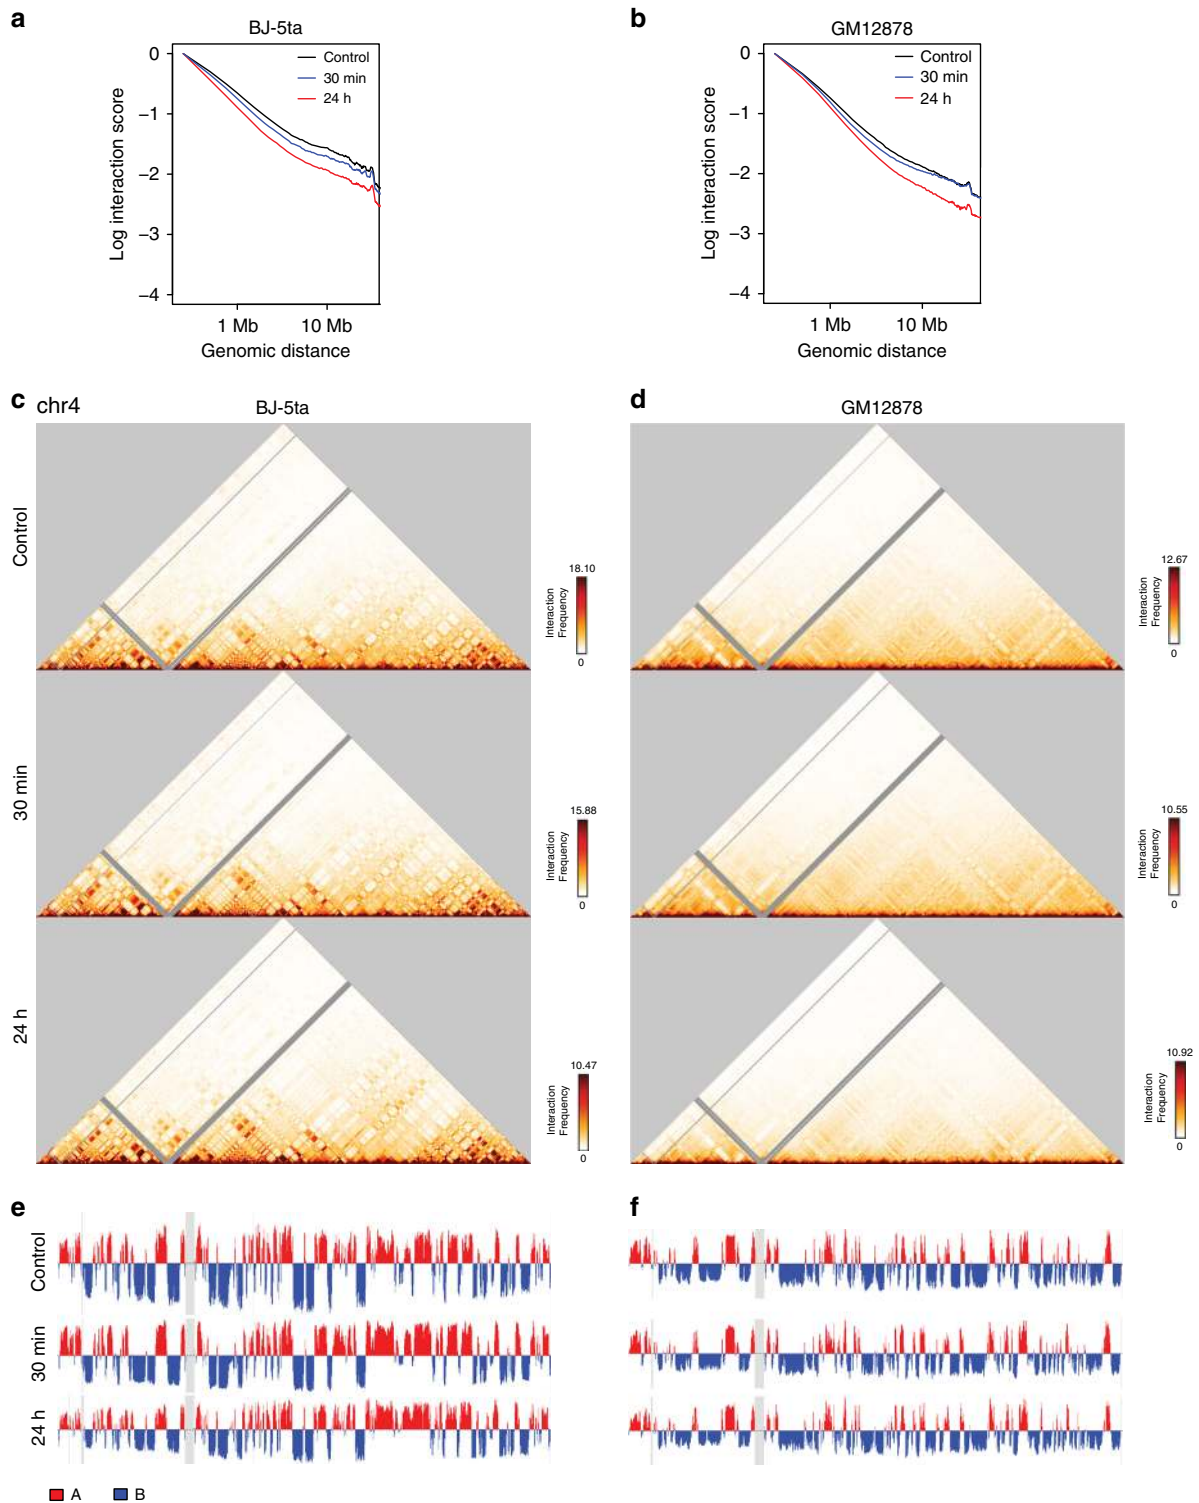 a
BJ-5ta
0
−1
−2
−3
−4
Log interaction score
Control
30 min
24 h
1 Mb
10 Mb
Genomic distance
b
GM12878
0
−1
−2
−3
−4
Log interaction score
Control
30 min
24 h
1 Mb
10 Mb
Genomic distance
c
chr4
BJ-5ta
Control
18.10
Interaction
Frequency
0
30 min
15.88
Interaction
Frequency
0
24 h
10.47
Interaction
Frequency
0
d
GM12878
12.67
Interaction
Frequency
0
10.55
Interaction
Frequency
0
10.92
Interaction
Frequency
0
e
Control
30 min
24 h
f
A
B